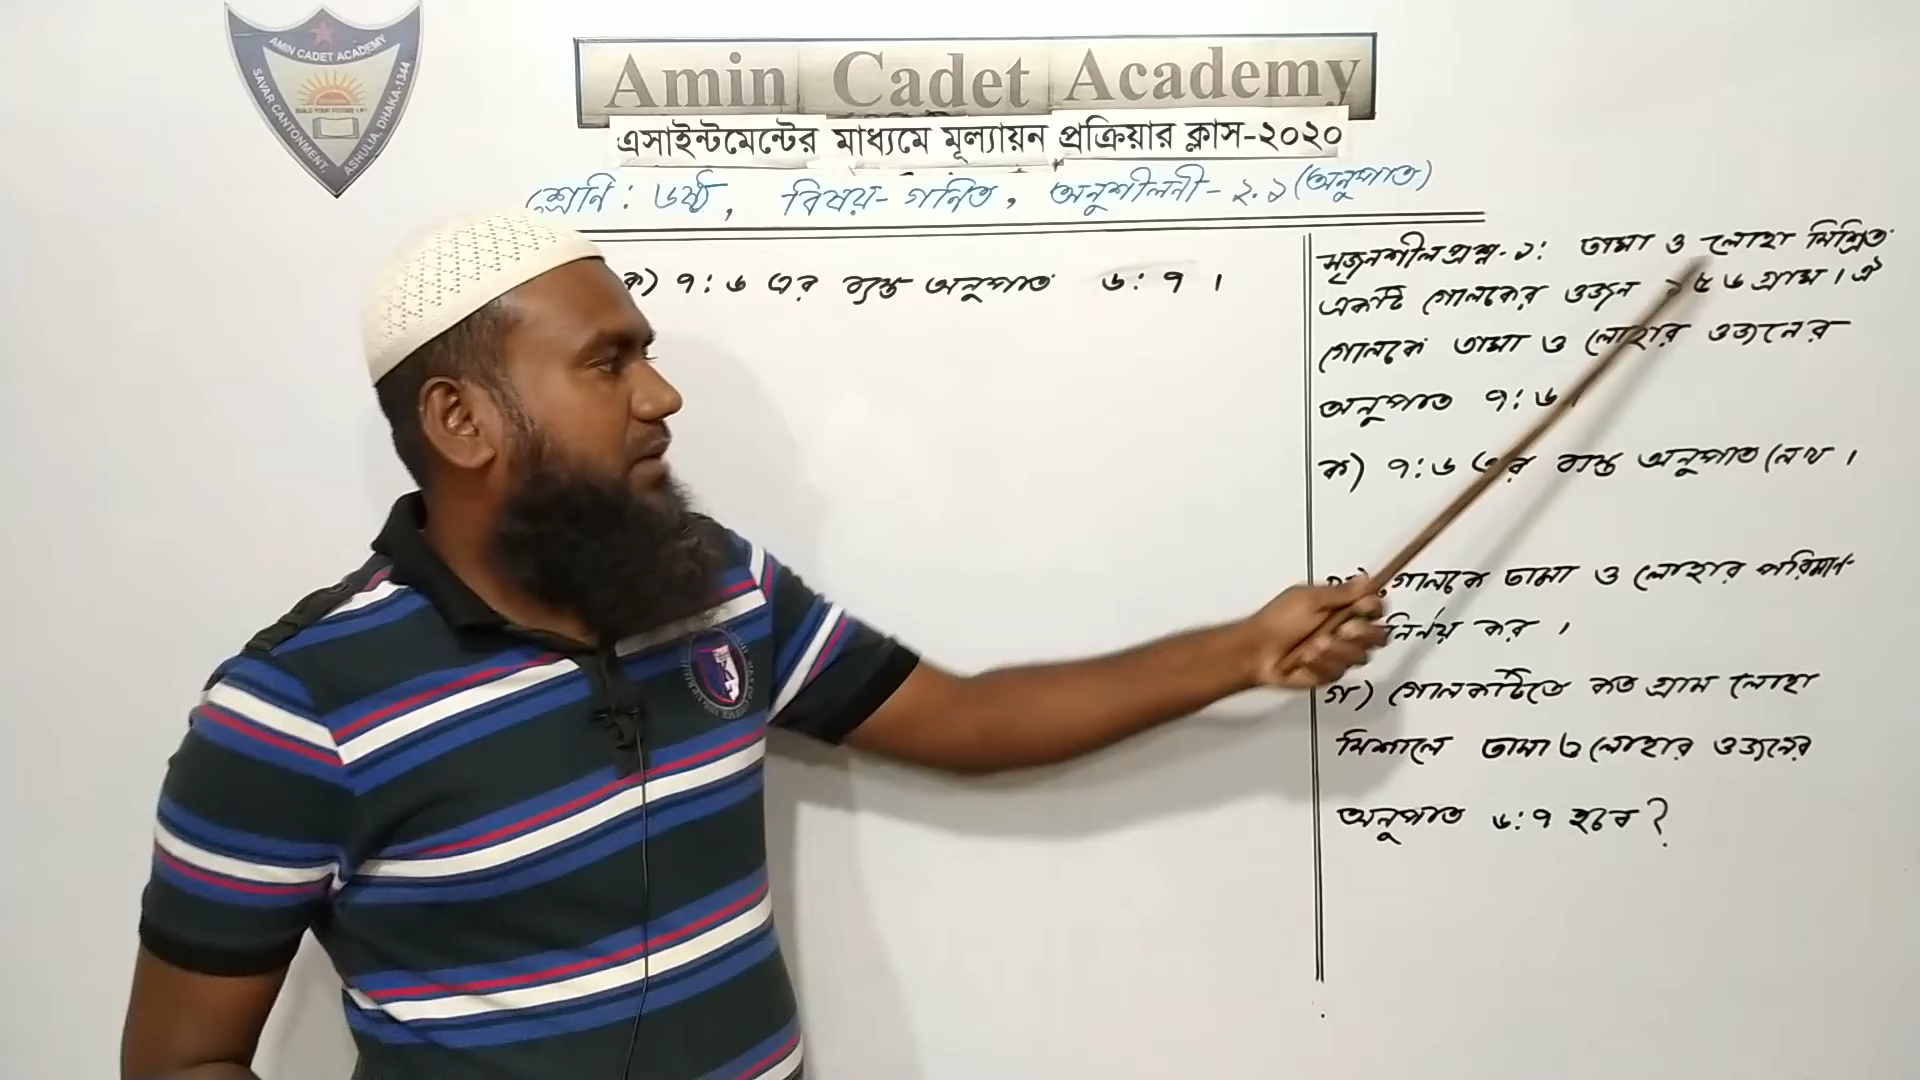 AMIN CADET ACADEMY
SAVAR CANTONMENT,
ASHULIA, DHAKA-1344
Amin Cadet Academy
এসাইন্টমেন্টের মাধ্যমে মূল্যায়ন প্রক্রিয়ার ক্লাস-২০২০
শ্রেনি : ৬ষ্ঠ, বিষয়- গনিত, অনুশীলনী- ২.১ (অনুপাত)
ক) ৭:৬ এর ব্যস্ত অনুপাত ৬:৭ ।
সৃজনশীল প্রশ্ন-১: তামা ও লোহা মিশ্রিত
একটি গোলকের ওজন ৫৬ গ্রাম । ঐ
গোলকে তামা ও লোহার ওজনের
অনুপাত ৭:৬ ।
ক) ৭:৬ এর ব্যস্ত অনুপাত লেখ ।
গোলকে তামা ও লোহার পরিমান
নির্নয় কর ।
গ) গোলকটিতে কত গ্রাম লোহা
মিশালে তামা ও লোহার ওজনের
অনুপাত ৬:৭ হবে ?